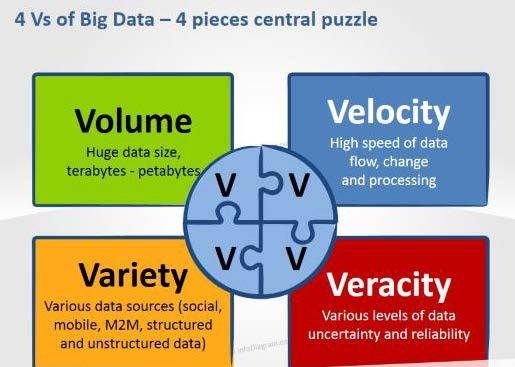 4 Vs of Big Data – 4 pieces central puzzle
Volume
Huge data size,
terabytes - petabytes
Velocity
High speed of data
flow, change
and processing
V V
V V
Variety
Various data sources (social,
mobile, M2M, structured
and unstructured data)
Veracity
Various levels of data
uncertainty and reliability